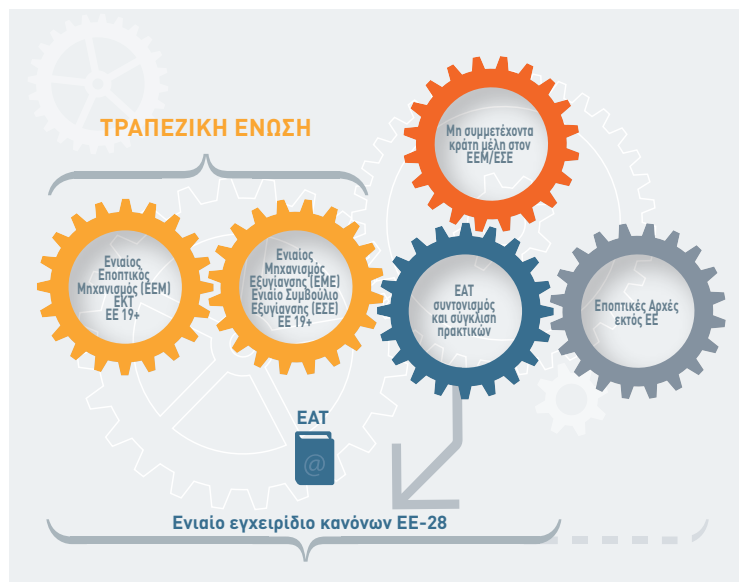 ΤΡΑΠΕΖΙΚΗ ΕΝΩΣΗ
Μη συμμετέχοντα
κράτη μέλη στον
ΕΕΜ/ΕΣΕ
Ενιαίος
Εποπτικός
Μηχανισμός (ΕΕΜ)
ΕΚΤ
ΕΕ 19+
Ενιαίος
Μηχανισμός
Εξυγίανσης (ΕΜΕ)
Ενιαίο Συμβούλιο
Εξυγίανσης (ΕΣΕ)
ΕΕ 19+
ΕΑΤ
συντονισμός
και σύγκλιση
πρακτικών
Εποπτικές Αρχές
εκτός ΕΕ
ΕΑΤ
@
Ενιαίο εγχειρίδιο κανόνων ΕΕ-28